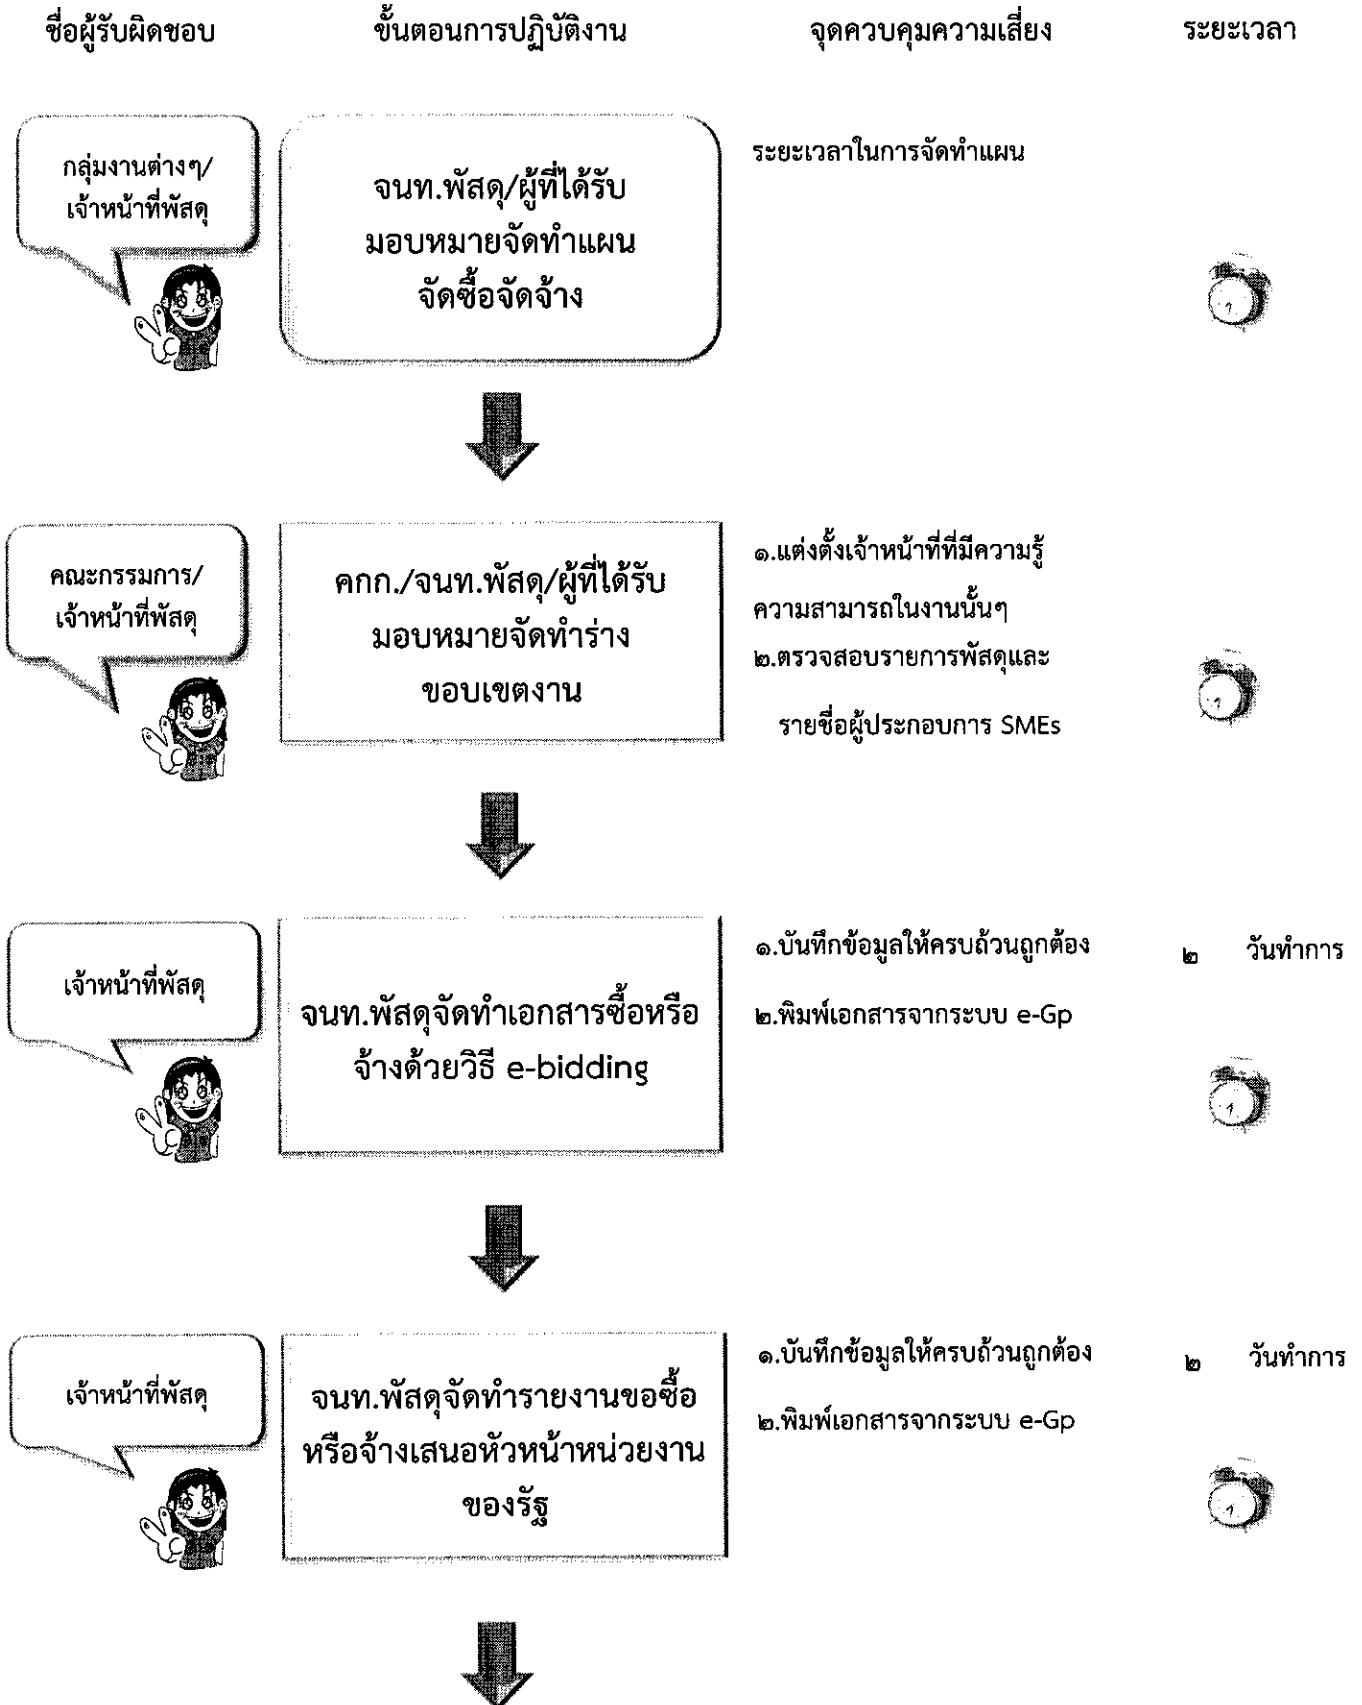 ชื่อผู้รับผิดชอบ ขั้นตอนการปฏิบัติงาน จุดควบคุมความเสี่ยง ระยะเวลา
กลุ่มงานต่างๆ/
เจ้าหน้าที่พัสดุ
จนท.พัสดุ/ผู้ที่ได้รับ
มอบหมายจัดทำแผน
จัดซื้อจัดจ้าง
ระยะเวลาในการจัดทำแผน
คณะกรรมการ/
เจ้าหน้าที่พัสดุ
คกก./จนท.พัสดุ/ผู้ที่ได้รับ
มอบหมายจัดทำร่าง
ขอบเขตงาน
๑.แต่งตั้งเจ้าหน้าที่ที่มีความรู้
ความสามารถในงานนั้นๆ
๒.ตรวจสอบรายการพัสดุและ
รายชื่อผู้ประกอบการ SMEs
เจ้าหน้าที่พัสดุ
จนท.พัสดุจัดทำเอกสารซื้อหรือ
จ้างด้วยวิธี e-bidding
๑.บันทึกข้อมูลให้ครบถ้วนถูกต้อง
๒.พิมพ์เอกสารจากระบบ e-Gp
๒ วันทำการ
เจ้าหน้าที่พัสดุ
จนท.พัสดุจัดทำรายงานขอซื้อ
หรือจ้างเสนอหัวหน้าหน่วยงาน
ของรัฐ
๑.บันทึกข้อมูลให้ครบถ้วนถูกต้อง
๒.พิมพ์เอกสารจากระบบ e-Gp
๒ วันทำการ